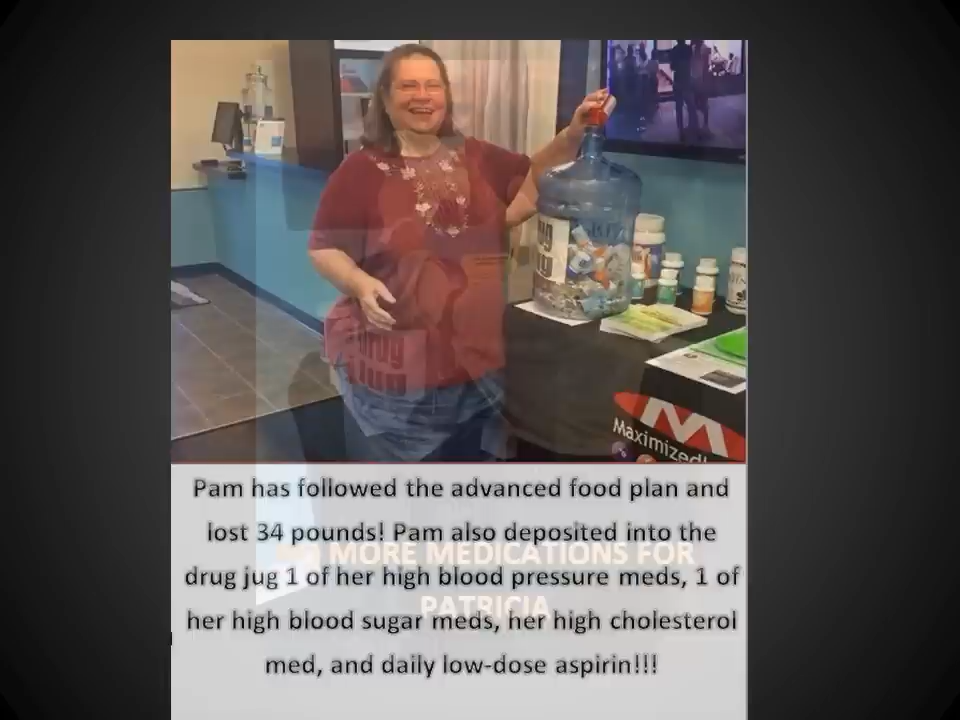 Maximized!
drug
jug
Pam has followed the advanced food plan and
lost 34 pounds! Pam also deposited into the
MORE MEDICATIONS FOR
drug jug 1 of her high blood pressure meds, 1 of
PATRICIA
her high blood sugar meds, her high cholesterol
med, and daily low-dose aspirin!!!